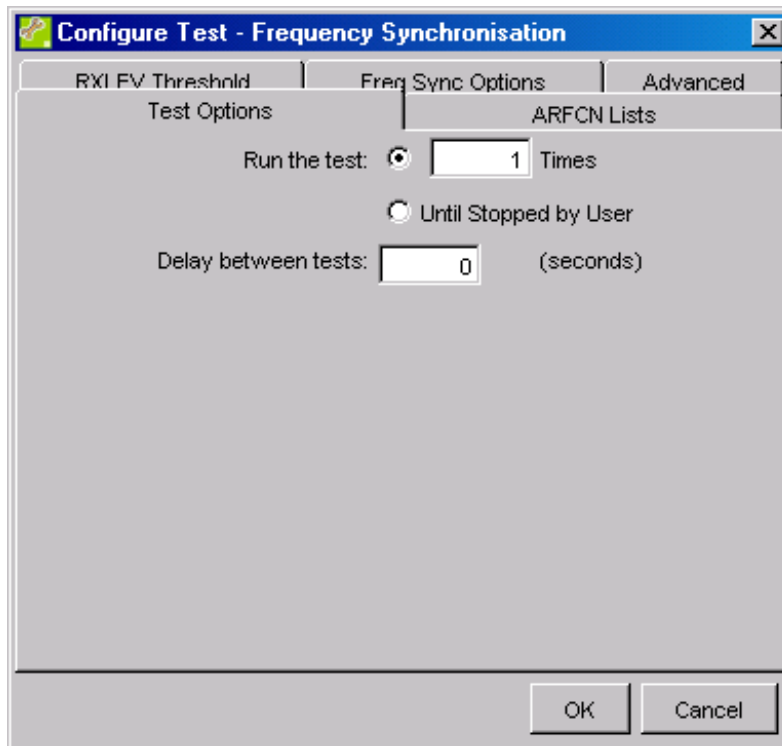 Configure Test - Frequency Synchronisation
RXLEV Threshold Freq Sync Options Advanced
Test Options ARFCN Lists
Run the test: 1 Times
Until Stopped by User
Delay between tests: 0 (seconds)
OK Cancel